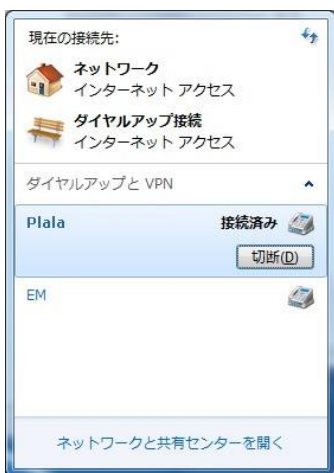 現在の接続先:
ネットワーク
インターネット アクセス
ダイヤルアップ接続
インターネット アクセス
ダイヤルアップと VPN
Plala 接続済み
切断(D)
EM
ネットワークと共有センターを開く